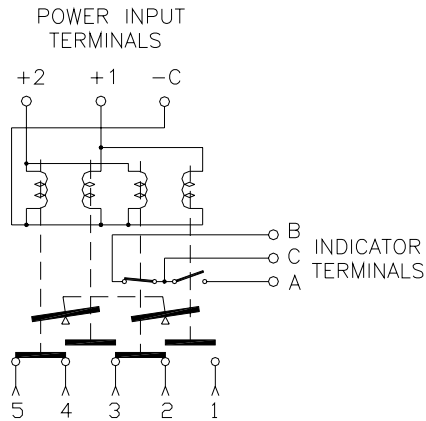 POWER INPUT
TERMINALS
+2 +1 -C
B
C
A
INDICATOR
TERMINALS
5 4 3 2 1